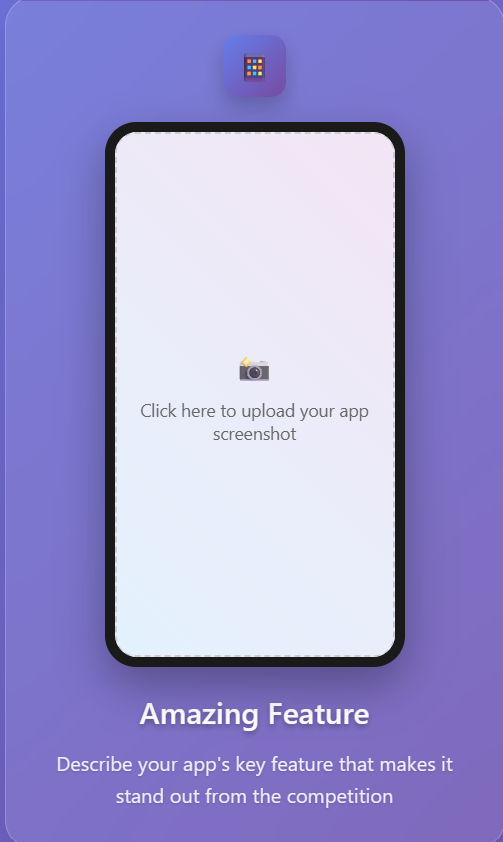 Click here to upload your app
screenshot
Amazing Feature
Describe your app's key feature that makes it
stand out from the competition